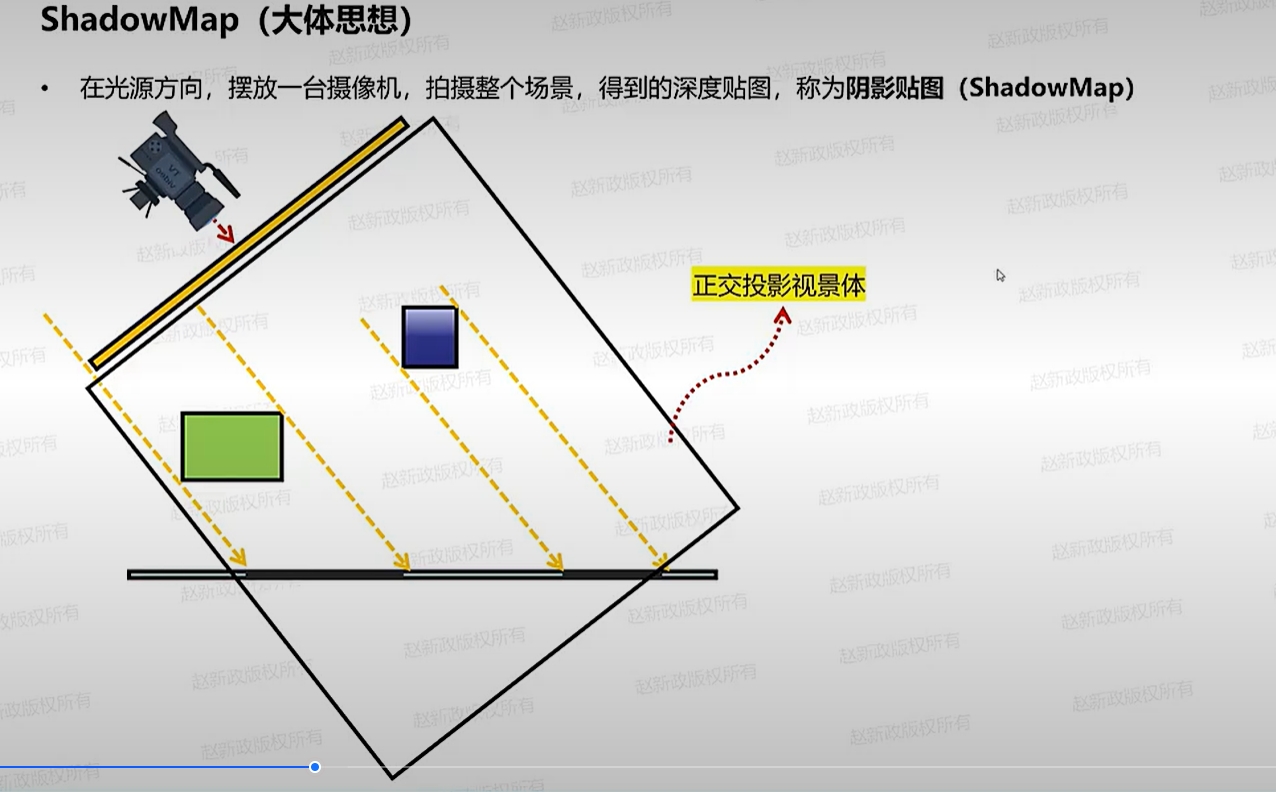 ShadowMap（大体思想）
• 在光源方向，摆放一台摄像机，拍摄整个场景，得到的深度贴图，称为阴影贴图（ShadowMap）
正交投影视景体
赵新政版权所有